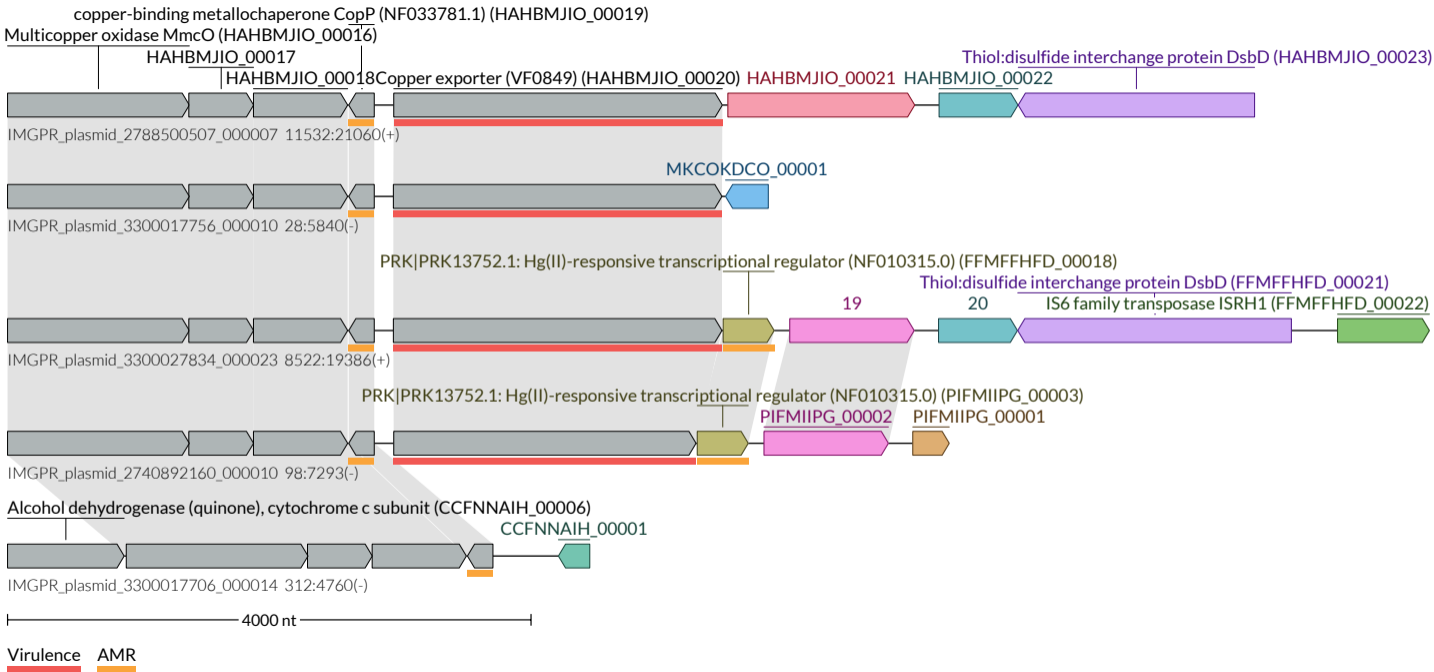 copper-binding metallochaperone CopP (NF033781.1) (HAHBMJIO_00019)
Multicopper oxidase MmcO (HAHBMJIO_00016)
HAHBMJIO_00017
Thiol:disulfide interchange protein DsbD (HAHBMJIO_00023)
HAHBMJIO_00018
Copper exporter (VF0849) (HAHBMJIO_00020)
HAHBMJIO_00021
HAHBMJIO_00022
IMGPR_plasmid_2788500507_000007 11532:21060(+)
MKCOKDCO_00001
IMGPR_plasmid_3300017756_000010 28:5840(-)
PRK|PRK13752.1: Hg(II)-responsive transcriptional regulator (NF010315.0) (FFMFFHFD_00018)
Thiol:disulfide interchange protein DsbD (FFMFFHFD_00021)
19
20
IS6 family transposase ISRH1 (FFMFFHFD_00022)
IMGPR_plasmid_3300027834_000023 8522:19386(+)
PRK|PRK13752.1: Hg(II)-responsive transcriptional regulator (NF010315.0) (PIFMIIPG_00003)
PIFMIIPG_00002
PIFMIIPG_00001
IMGPR_plasmid_2740892160_000010 98:7293(-)
Alcohol dehydrogenase (quinone), cytochrome c subunit (CCFNNAIH_00006)
CCFNNAIH_00001
IMGPR_plasmid_3300017706_000014 312:4760(-)
4000 nt
Virulence
AMR